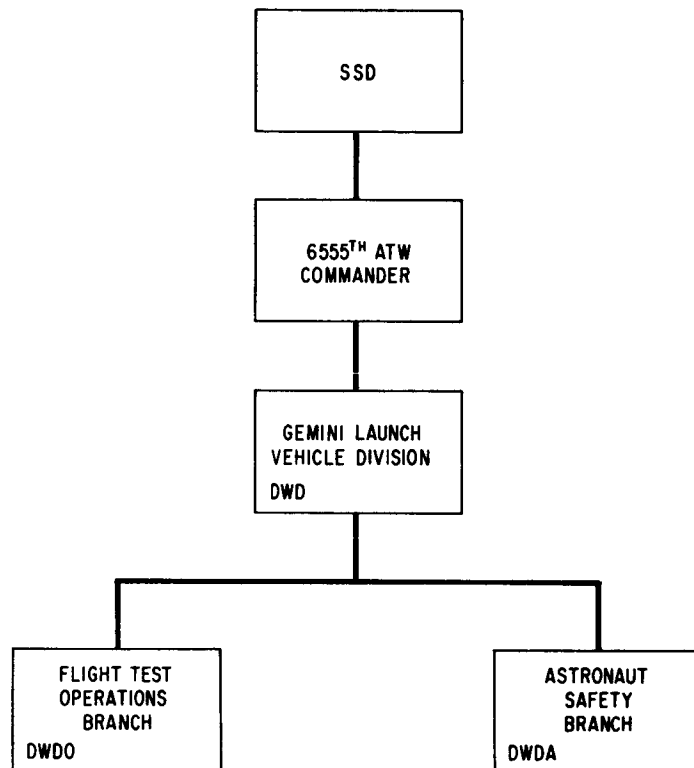 SSD
6555TH ATW
COMMANDER
GEMINI LAUNCH
VEHICLE DIVISION
DWD
FLIGHT TEST
OPERATIONS
BRANCH
DWDO
ASTRONAUT
SAFETY
BRANCH
DWDA